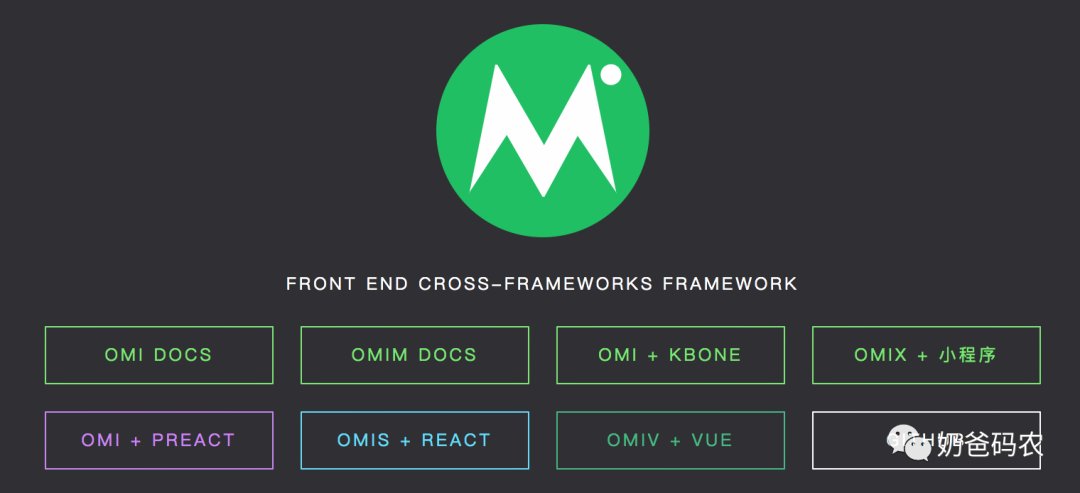 FRONT END CROSS-FRAMEWORKS FRAMEWORK
OMI DOCS
OMIM DOCS
OMI + KBONE
OMIX + 小程序
OMI + PREACT
OMIS + REACT
OMIV + VUE
GITHUB
奶爸码农